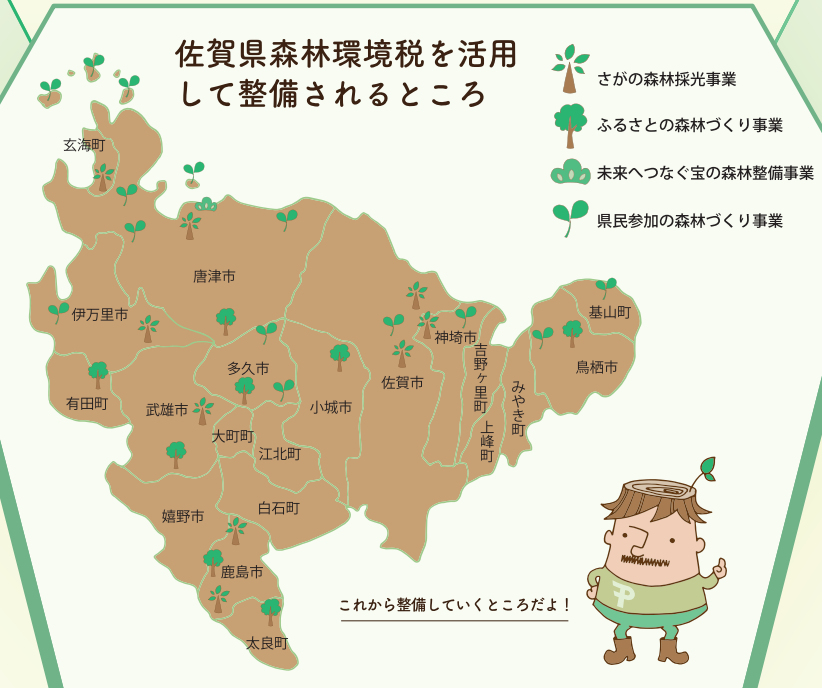 佐賀県森林環境税を活用
して整備されるところ
さがの森林採光事業
ふるさとの森林づくり事業
未来へつなぐ宝の森林整備事業
県民参加の森林づくり事業
玄海町
唐津市
伊万里市
有田町
武雄市
多久市
大町町
江北町
小城市
佐賀市
神埼市
吉野ヶ里町
上峰町
みやき町
基山町
鳥栖市
白石町
嬉野市
鹿島市
太良町
これから整備していくところだよ！